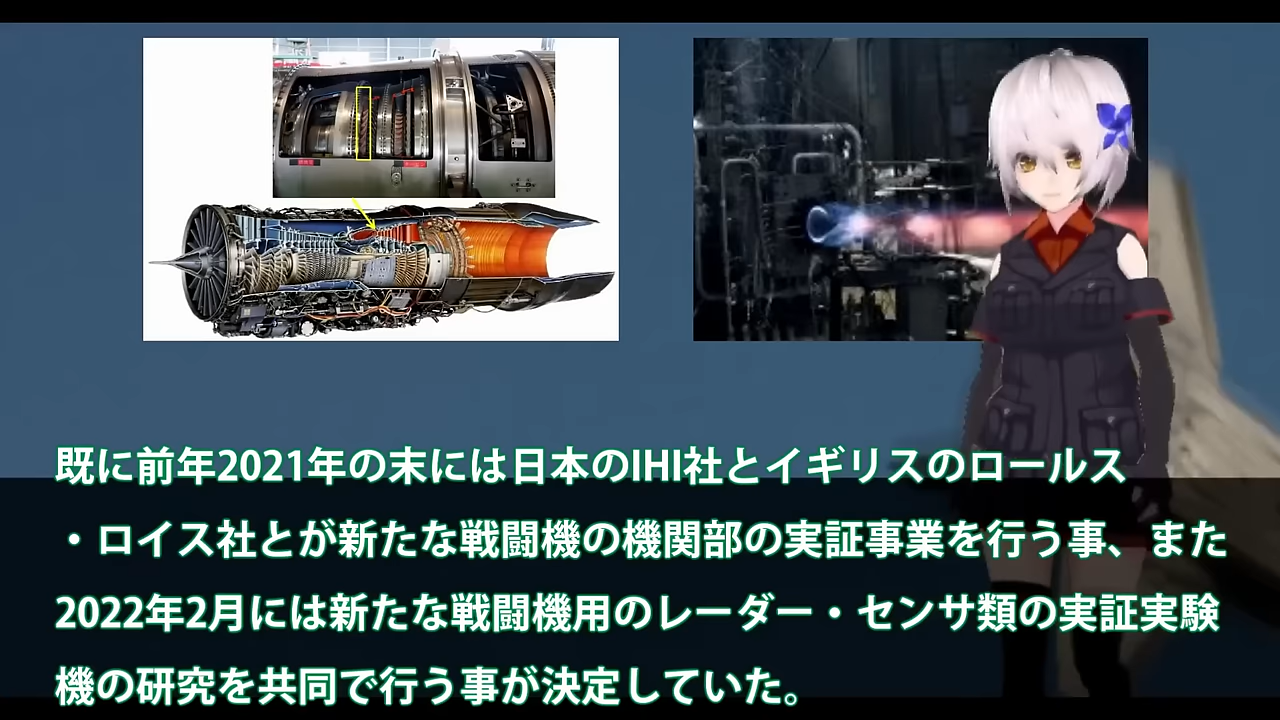 既に前年2021年の末には日本のIHI社とイギリスのロールス
・ロイス社とが新たな戦闘機の機関部の実証事業を行う事、また
2022年2月には新たな戦闘機用のレーダー・センサ類の実証実験
機の研究を共同で行う事が決定していた。